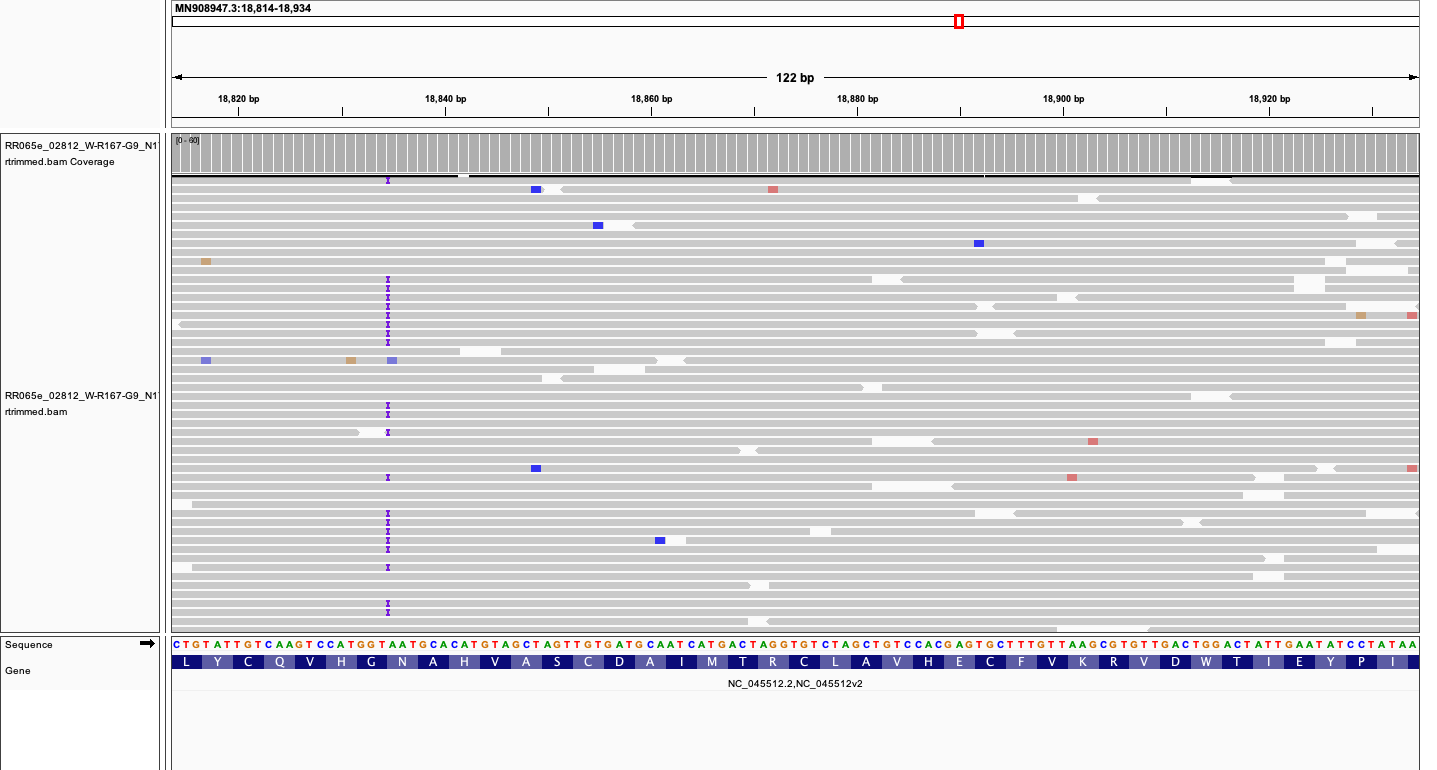 MN908947.3:18,814-18,934
122 bp
18,820 bp 18,840 bp 18,860 bp 18,880 bp 18,900 bp 18,920 bp
RR065e_02812_W-R167-G9_N1
rtrimmed.bam Coverage
[0 - 60]
RR065e_02812_W-R167-G9_N1
rtrimmed.bam
Sequence
CTGTATTGTCAAGTCCATGGTAATGCACATGTAGCTAGTTGTGATGCAATCATGACTAGGTGTCTAGCTGTCCACGAGTGCTTTGTTAAGCGTGTTGACTGGACTATTGAATATCCTATAA
Gene
L Y C Q V H G N A H V A S C D A I M T R C L A V H E C F V K R V D W T I E Y P I
NC_045512.2,NC_045512v2